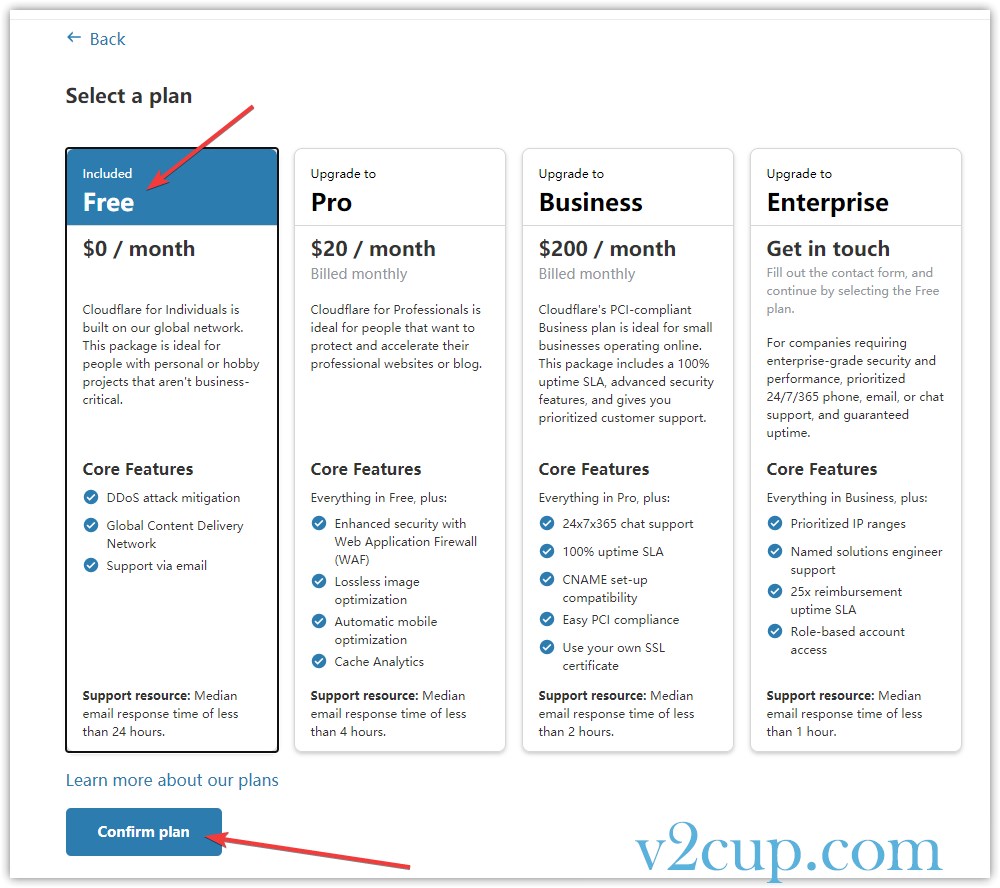 ← Back
Select a plan
Included
Free
$0 / month
Cloudflare for Individuals is
built on our global network.
This package is ideal for
people with personal or hobby
projects that aren't business-
critical.
Core Features
DDoS attack mitigation
Global Content Delivery
Network
Support via email
Support resource: Median
email response time of less
than 24 hours.
Upgrade to
Pro
$20 / month
Billed monthly
Cloudflare for Professionals is
ideal for people that want to
protect and accelerate their
professional websites or blog.
Core Features
Everything in Free, plus:
Enhanced security with
Web Application Firewall
(WAF)
Lossless image
optimization
Automatic mobile
optimization
Cache Analytics
Support resource: Median
email response time of less
than 4 hours.
Upgrade to
Business
$200 / month
Billed monthly
Cloudflare's PCI-compliant
Business plan is ideal for small
businesses operating online.
This package includes a 100%
uptime SLA, advanced security
features, and gives you
prioritized customer support.
Core Features
Everything in Pro, plus:
24x7x365 chat support
100% uptime SLA
CNAME set-up
compatibility
Easy PCI compliance
Use your own SSL
certificate
Support resource: Median
email response time of less
than 2 hours.
Upgrade to
Enterprise
Get in touch
Fill out the contact form, and
continue by selecting the Free
plan.
For companies requiring
enterprise-grade security and
performance, prioritized
24/7/365 phone, email, or chat
support, and guaranteed
uptime.
Core Features
Everything in Business, plus:
Prioritized IP ranges
Named solutions engineer
support
25x reimbursement
uptime SLA
Role-based account
access
Support resource: Median
email response time of less
than 1 hour.
Learn more about our plans
Confirm plan
v2cup.com